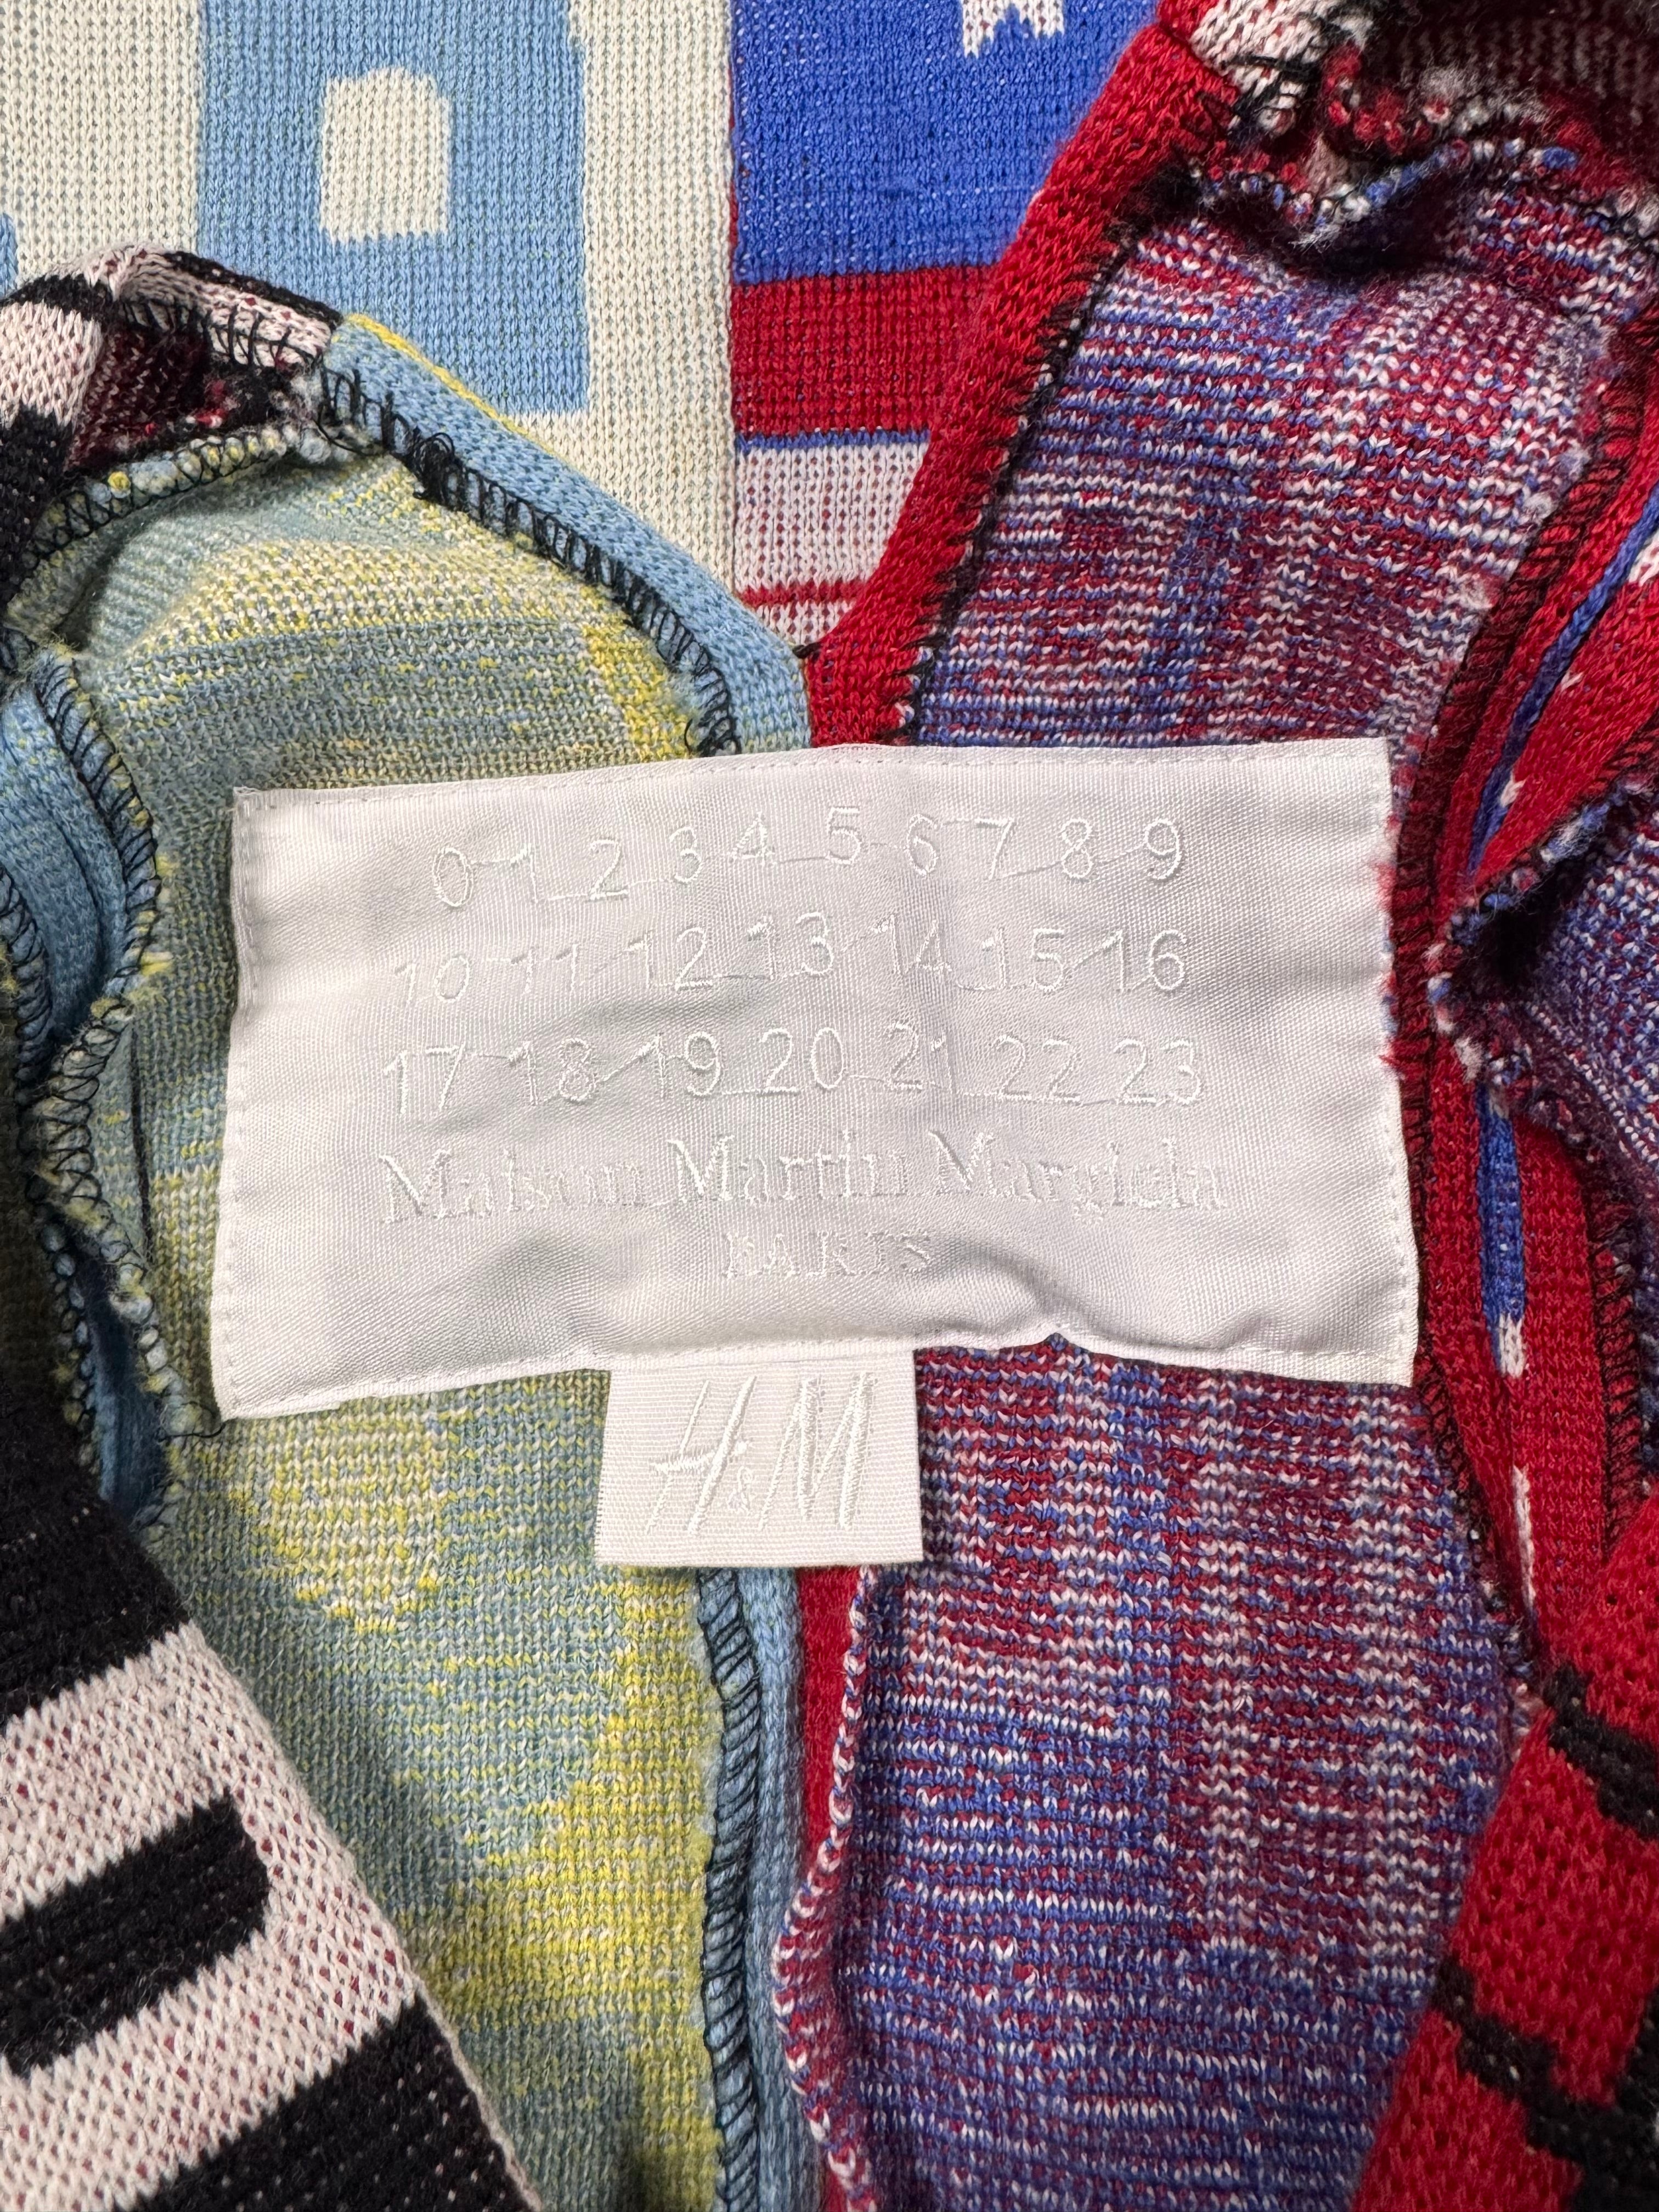 0 1 2 3 4 5 6 7 8 9
10 11 12 13 14 15 16
17 18 19 20 21 22 23
Maison Martin Margiela
PARIS
H&M